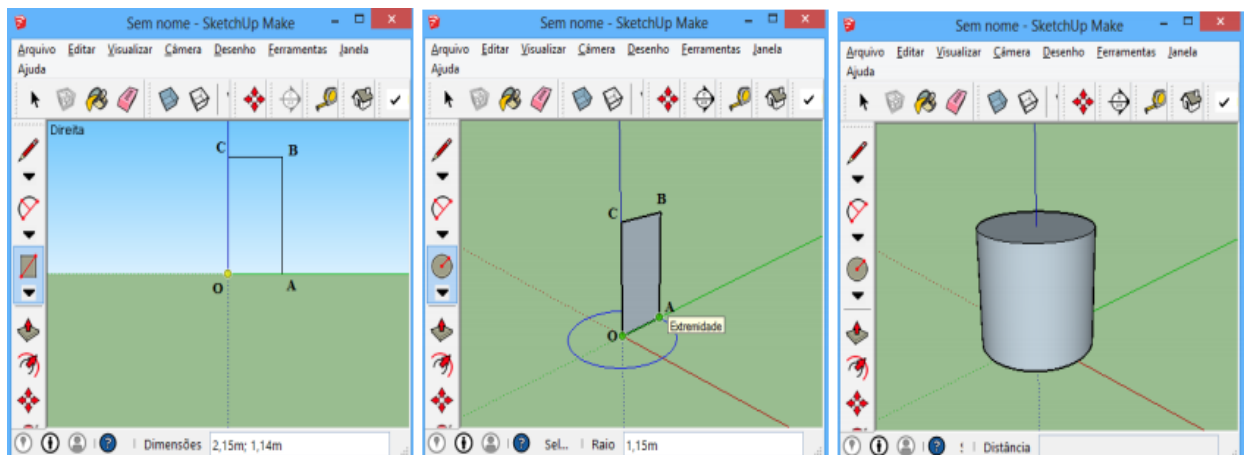 Sem nome - SketchUp Make
Arquivo Editar Visualizar Câmera Desenho Ferramentas Janela
Ajuda
Direita
C
B
O
A
Dimensões 2,15m; 1,14m
Sem nome - SketchUp Make
Arquivo Editar Visualizar Câmera Desenho Ferramentas Janela
Ajuda
B
C
A
Extremidade
O
Sel... Raio 1,15m
Sem nome - SketchUp Make
Arquivo Editar Visualizar Câmera Desenho Ferramentas Janela
Ajuda
Distância